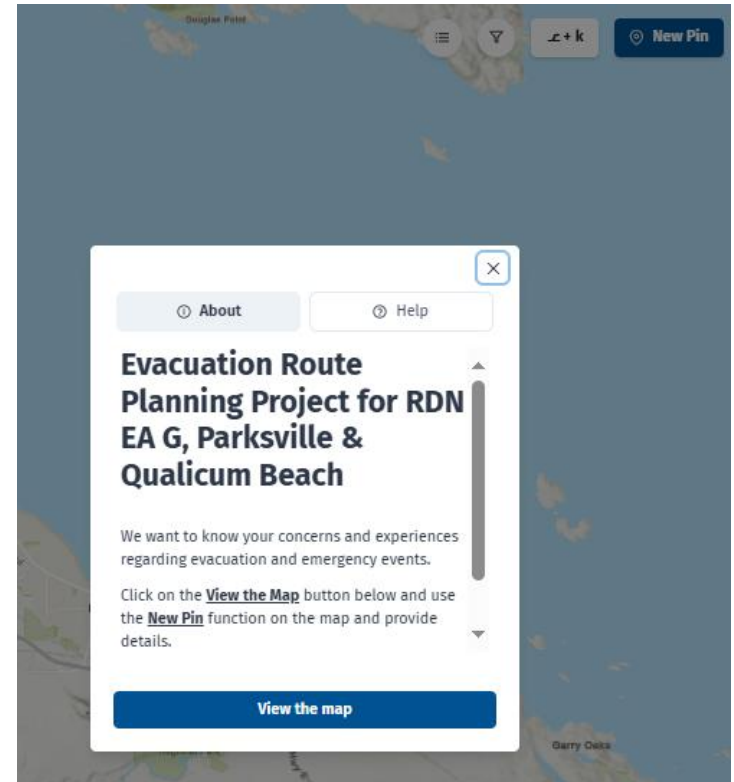 Douglas Point
+ k
New Pin
About
Help
Evacuation Route
Planning Project for RDN
EA G, Parksville &
Qualicum Beach
We want to know your concerns and experiences
regarding evacuation and emergency events.
Click on the View the Map button below and use
the New Pin function on the map and provide
details.
View the map
Garry Oaks